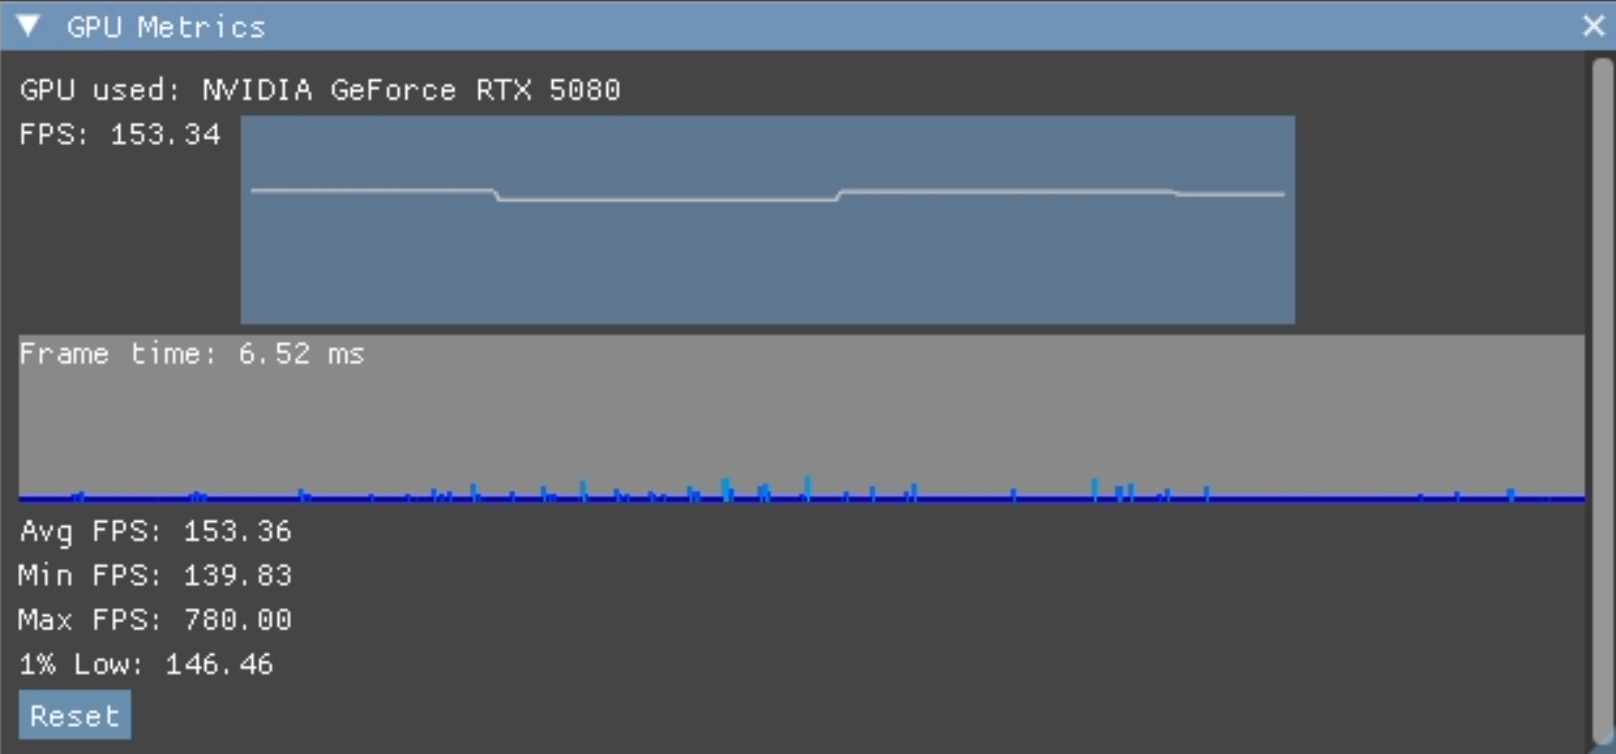 GPU Metrics
GPU used: NVIDIA GeForce RTX 5080
FPS: 153.34
Frame time: 6.52 ms
Avg FPS: 153.36
Min FPS: 139.83
Max FPS: 780.00
1% Low: 146.46
Reset